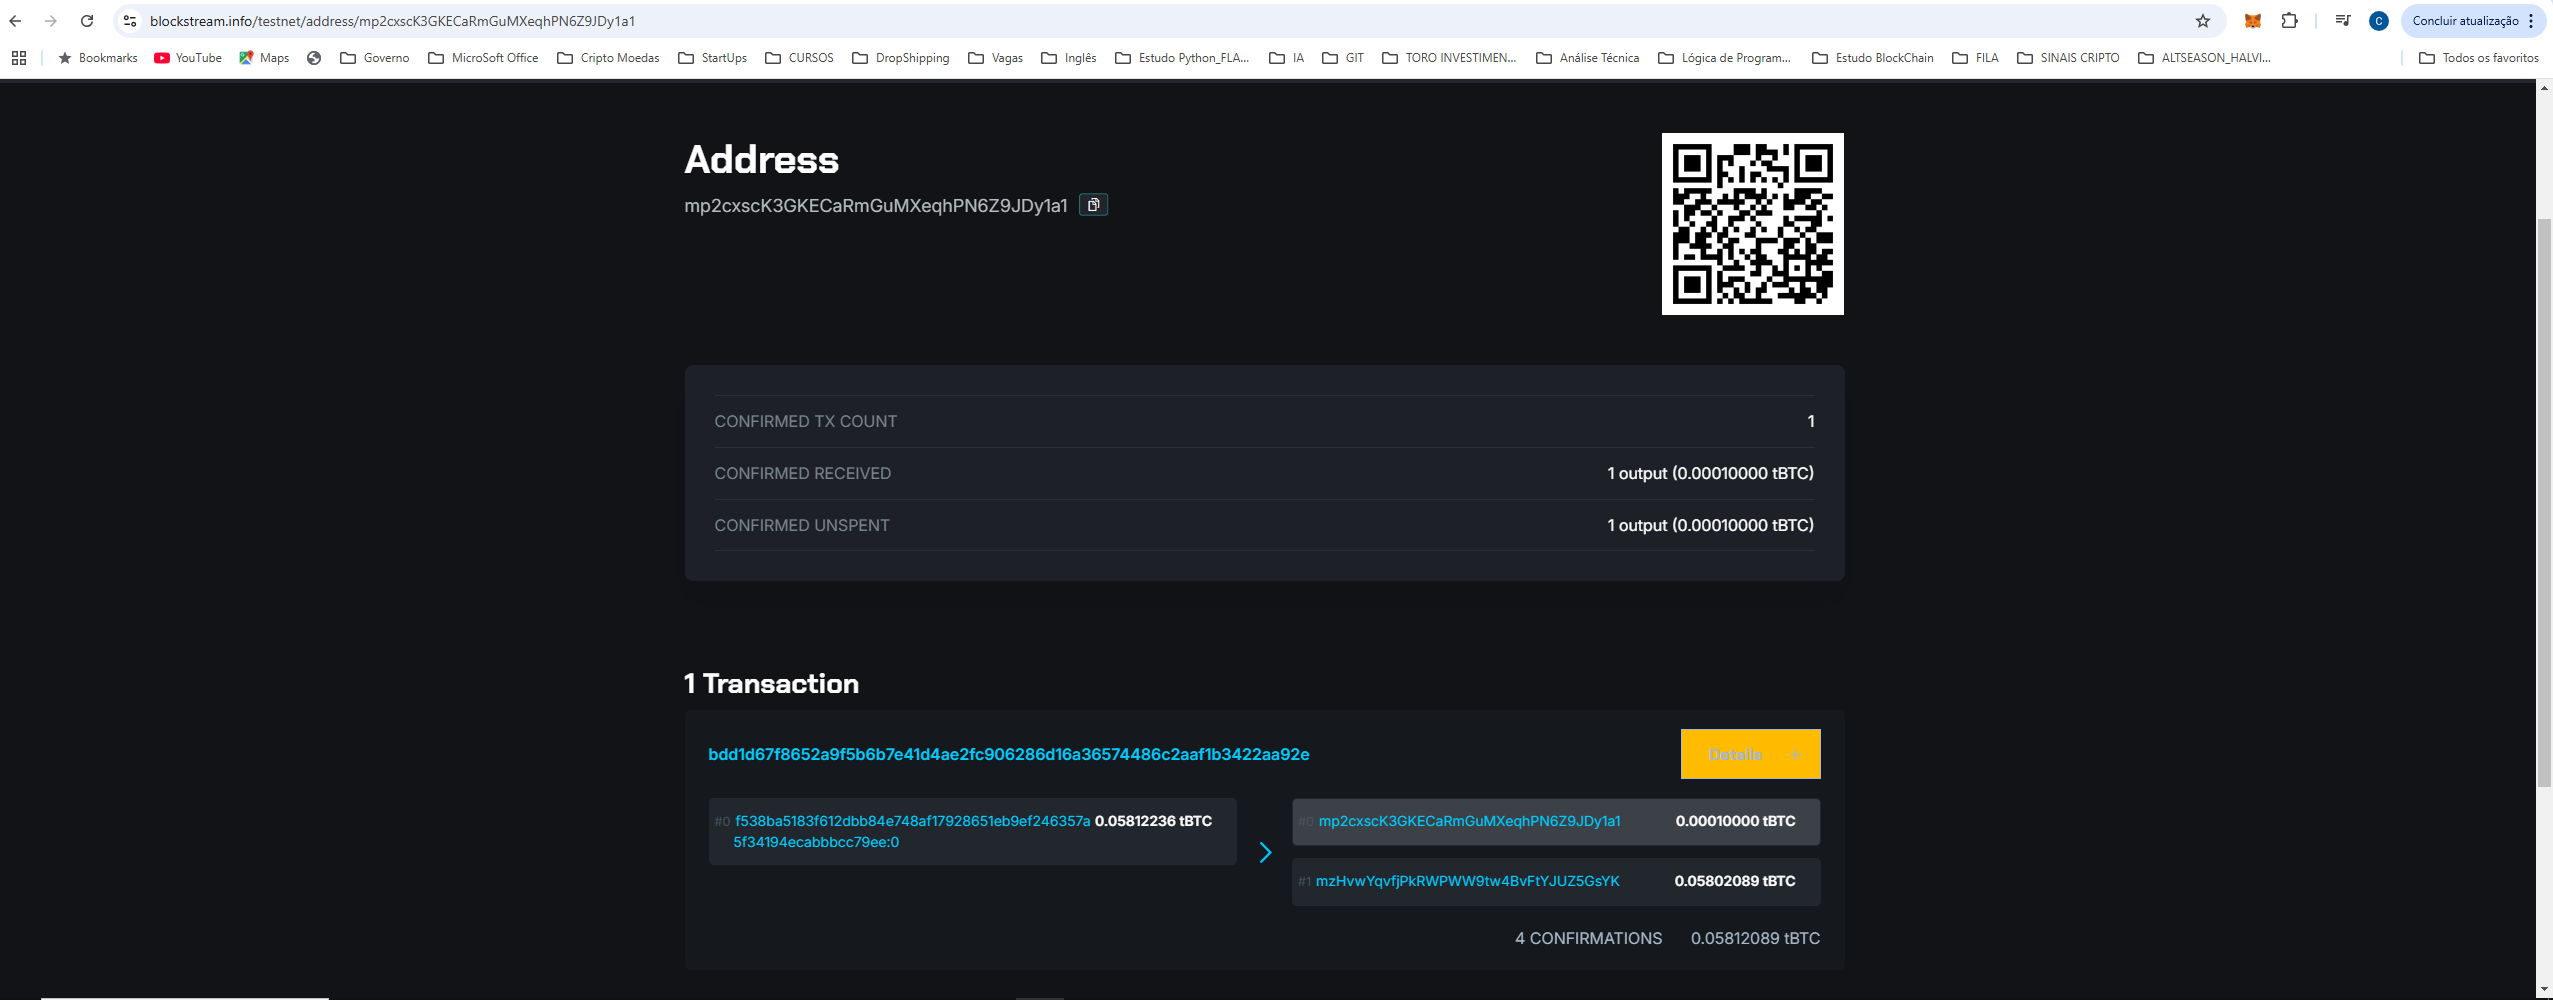 blockstream.info/testnet/address/mp2cxscK3GKECaRmGuMXeqhPN6Z9JDy1a1
C
Concluir atualização
Bookmarks YouTube Maps Governo MicroSoft Office Cripto Moedas StartUps CURSOS DropShipping Vagas Inglês Estudo Python_FLA... IA GIT TORO INVESTIMEN... Análise Técnica Lógica de Program... Estudo BlockChain FILA SINAIS CRIPTO ALTSEASON_HALVI... Todos os favoritos
Address
mp2cxscK3GKECaRmGuMXeqhPN6Z9JDy1a1
CONFIRMED TX COUNT 1
CONFIRMED RECEIVED 1 output (0.00010000 tBTC)
CONFIRMED UNSPENT 1 output (0.00010000 tBTC)
1 Transaction
bdd1d67f8652a9f5b6b7e41d4ae2fc906286d16a36574486c2aaf1b3422aa92e
Details +
#0 f538ba5183f612dbb84e748af17928651eb9ef246357a 0.05812236 tBTC
5f34194ecabbbcc79ee:0
#0 mp2cxscK3GKECaRmGuMXeqhPN6Z9JDy1a1 0.00010000 tBTC
#1 mzHvwYqvfjPkRWPWW9tw4BvFtYJUZ5GsYK 0.05802089 tBTC
4 CONFIRMATIONS 0.05812089 tBTC